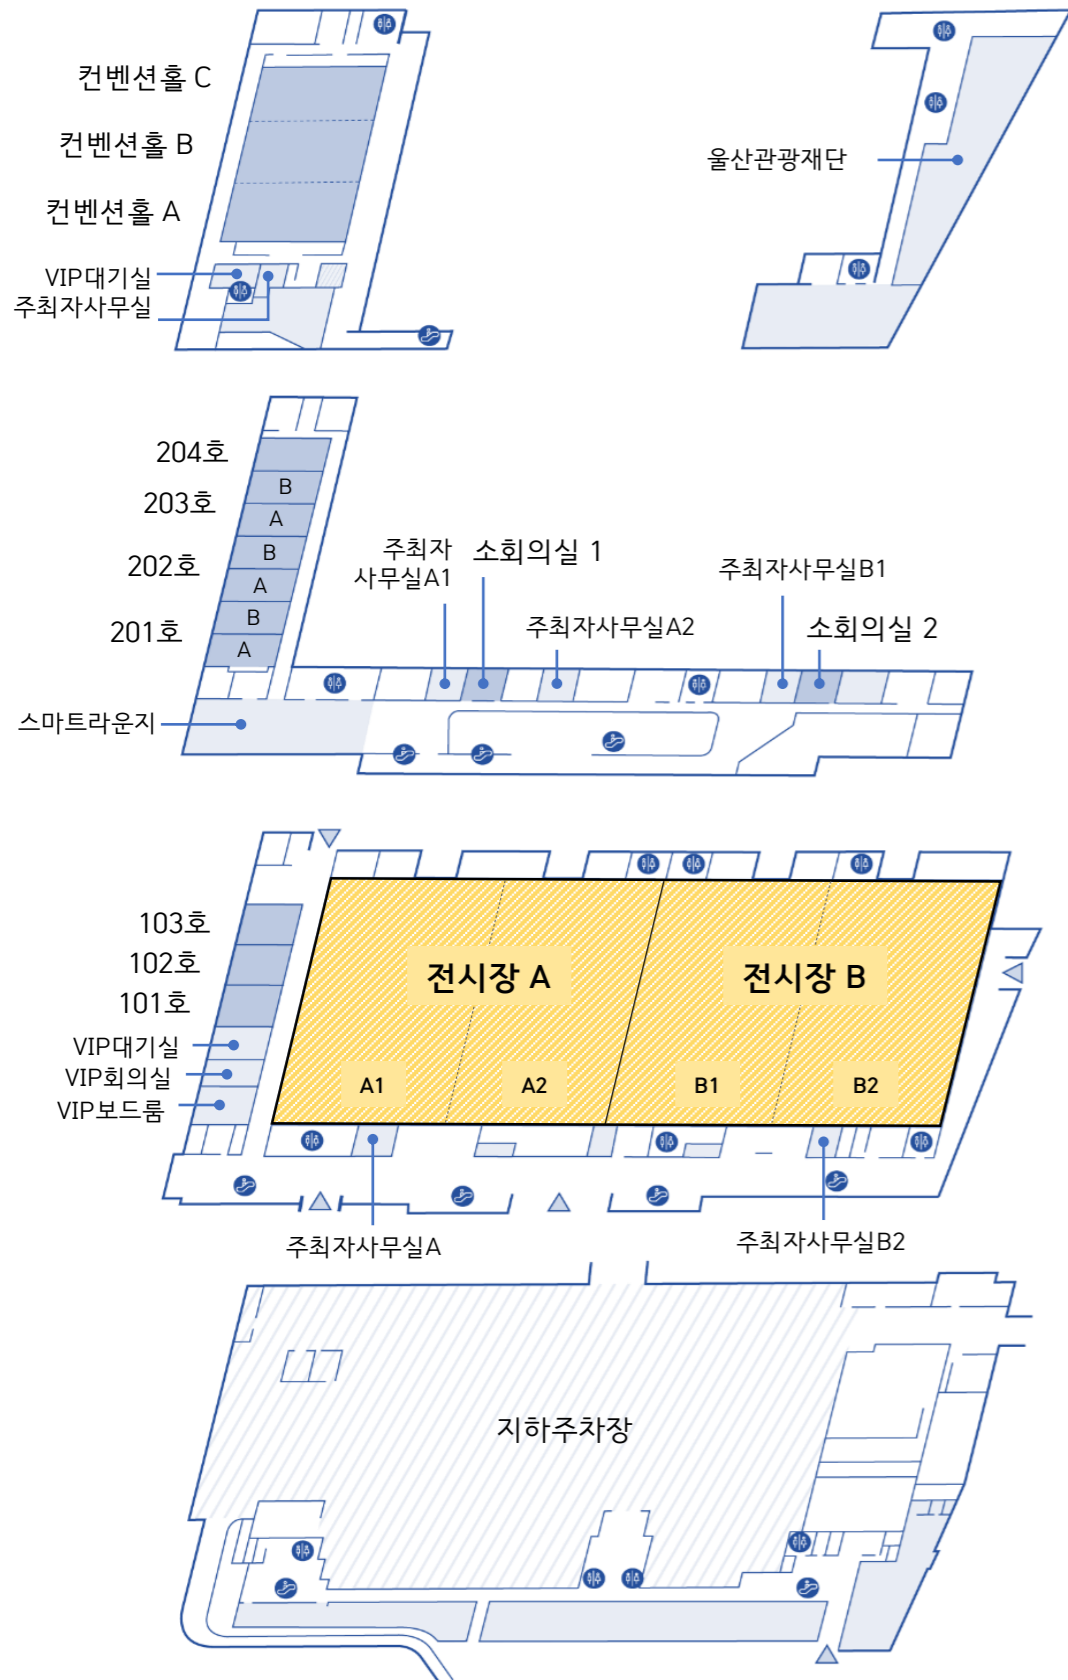 컨벤션홀 C
컨벤션홀 B
컨벤션홀 A
VIP대기실
주최자사무실
울산관광재단
204호
203호
202호
201호
B
A
B
A
B
A
주최자
사무실A1
소회의실 1
주최자사무실A2
주최자사무실B1
소회의실 2
스마트라운지
103호
102호
101호
VIP대기실
VIP회의실
VIP보드룸
전시장 A
전시장 B
A1
A2
B1
B2
주최자사무실A
주최자사무실B2
지하주차장